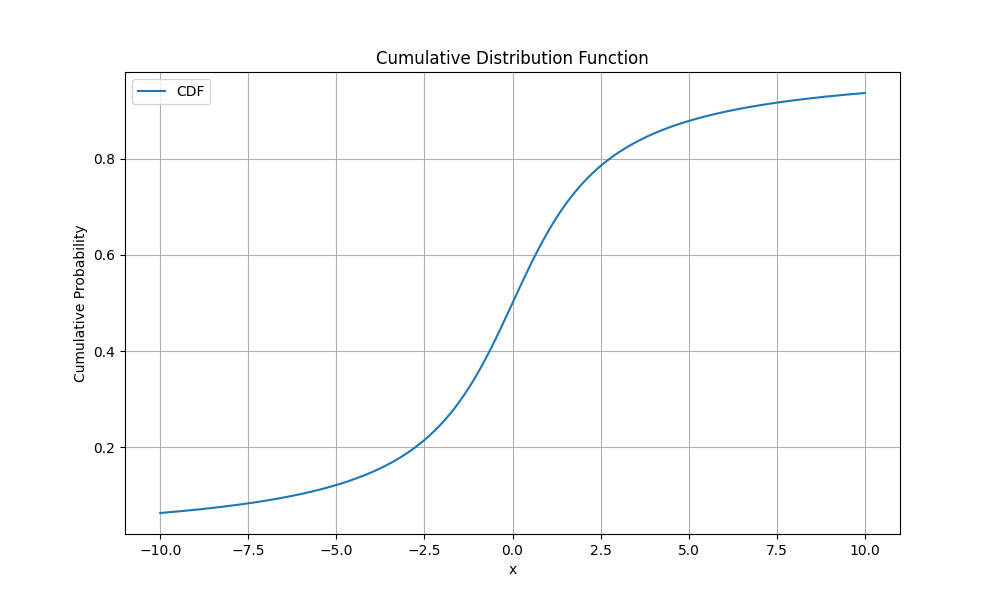 Cumulative Distribution Function
CDF
Cumulative Probability
0.8
0.6
0.4
0.2
−10.0 −7.5 −5.0 −2.5 0.0 2.5 5.0 7.5 10.0
x